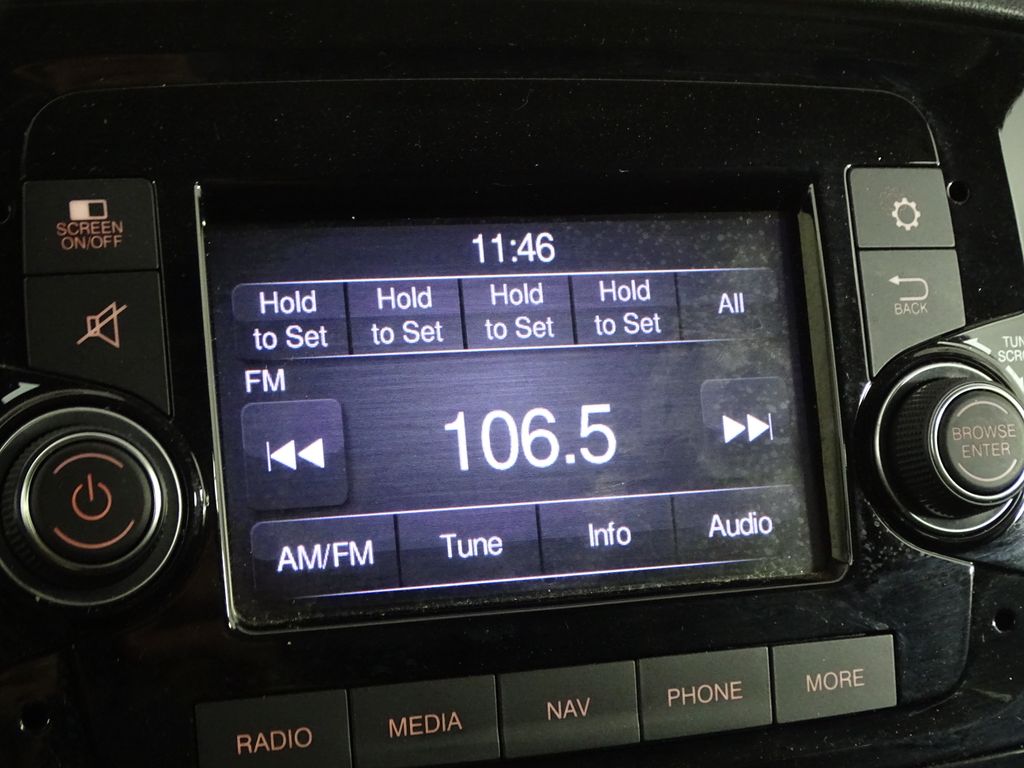 SCREEN
ON/OFF
11:46
Hold
to Set
Hold
to Set
Hold
to Set
Hold
to Set
All
FM
106.5
AM/FM
Tune
Info
Audio
BACK
BROWSE
ENTER
RADIO
MEDIA
NAV
PHONE
MORE